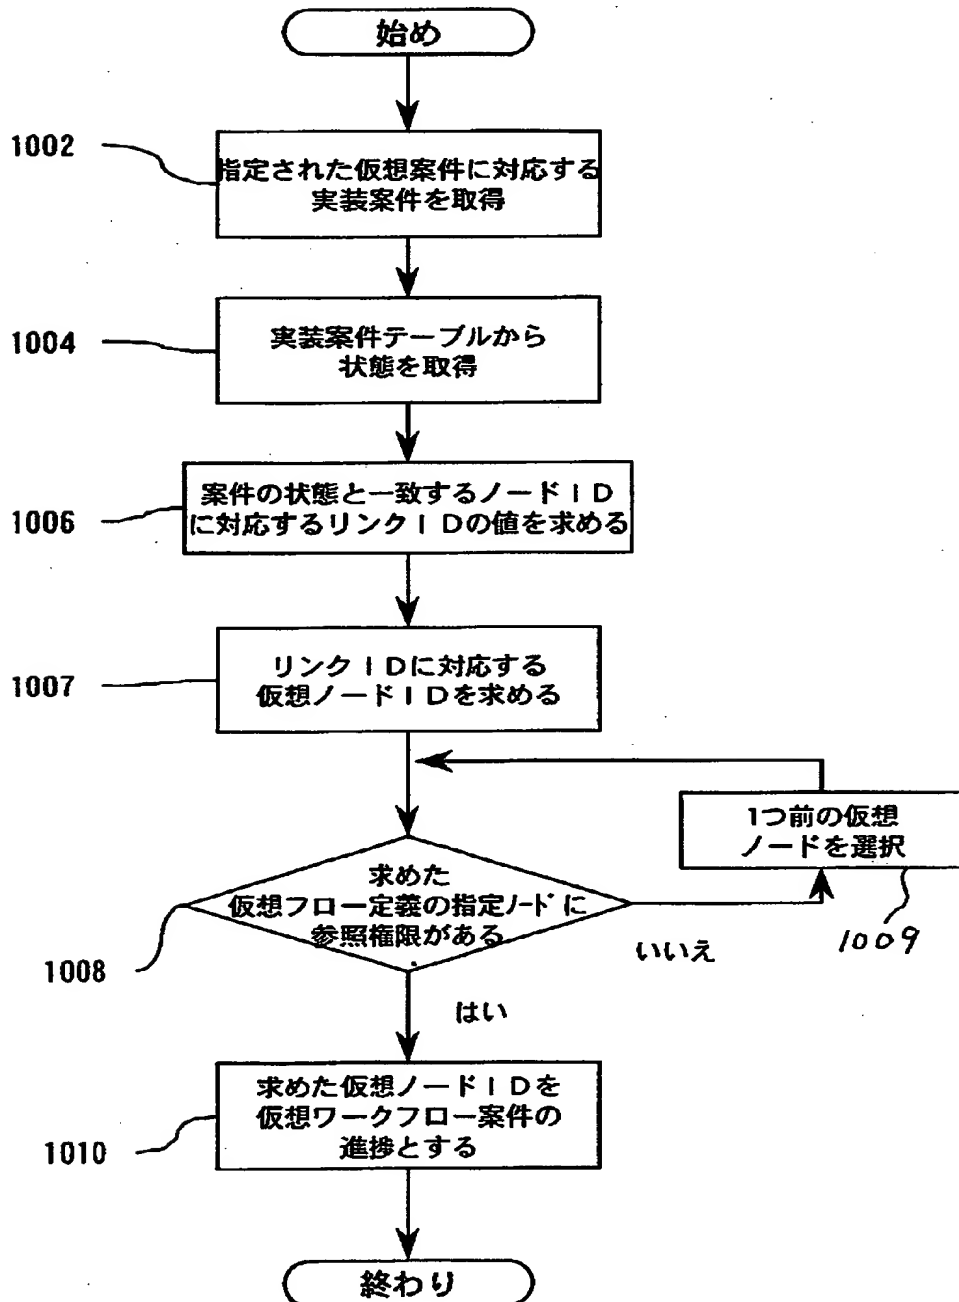 始め
1002
指定された仮想案件に対応する
実装案件を取得
1004
実装案件テーブルから
状態を取得
1006
案件の状態と一致するノードID
に対応するリンクIDの値を求める
1007
リンクIDに対応する
仮想ノードIDを求める
1つ前の仮想
ノードを選択
1009
求めた
仮想フロー定義の指定ﾉｰﾄﾞに
参照権限がある
1008
いいえ
はい
求めた仮想ノードIDを
仮想ワークフロー案件の
進捗とする
1010
終わり